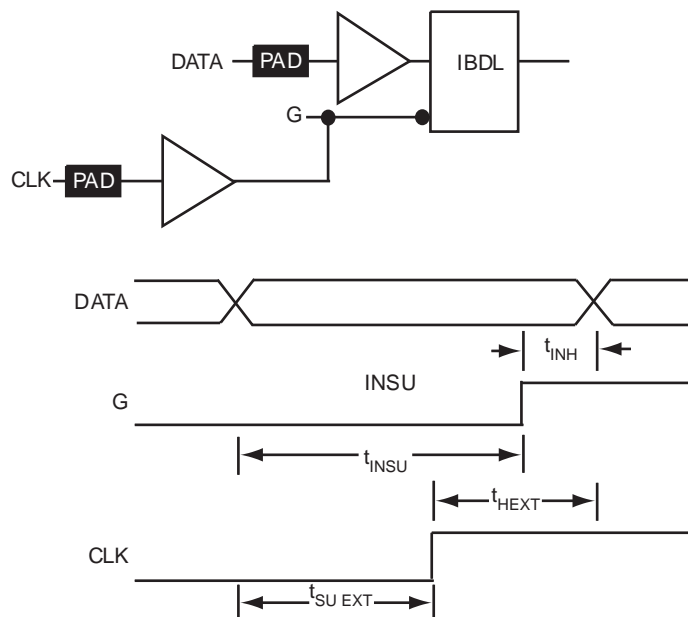 DATA PAD IBDL
G
CLK PAD
DATA
tINH
INSU
G
tINSU
tHEXT
CLK
tSU EXT